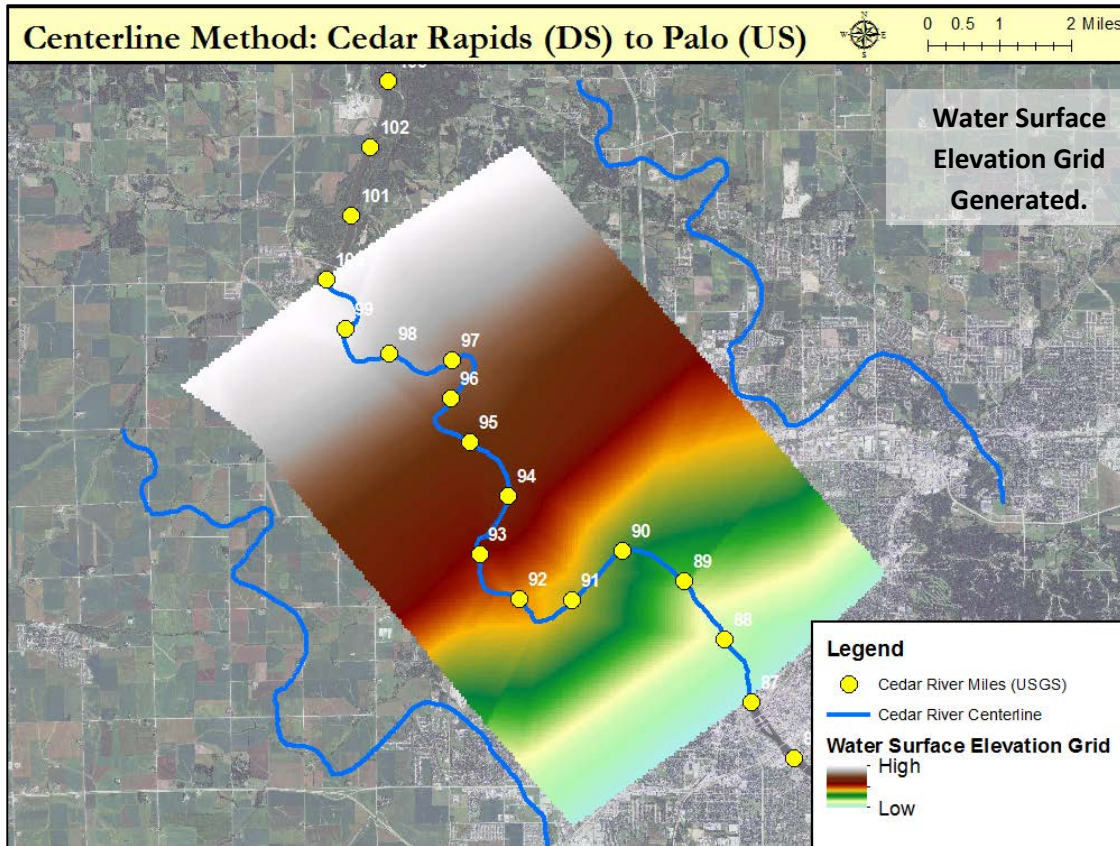 Centerline Method: Cedar Rapids (DS) to Palo (US)
0 0.5 1 2 Miles
N
W E
S
Water Surface
Elevation Grid
Generated.
102
101
99
98
97
96
95
94
93
92
91
90
89
88
87
Legend
Cedar River Miles (USGS)
Cedar River Centerline
Water Surface Elevation Grid
High
Low